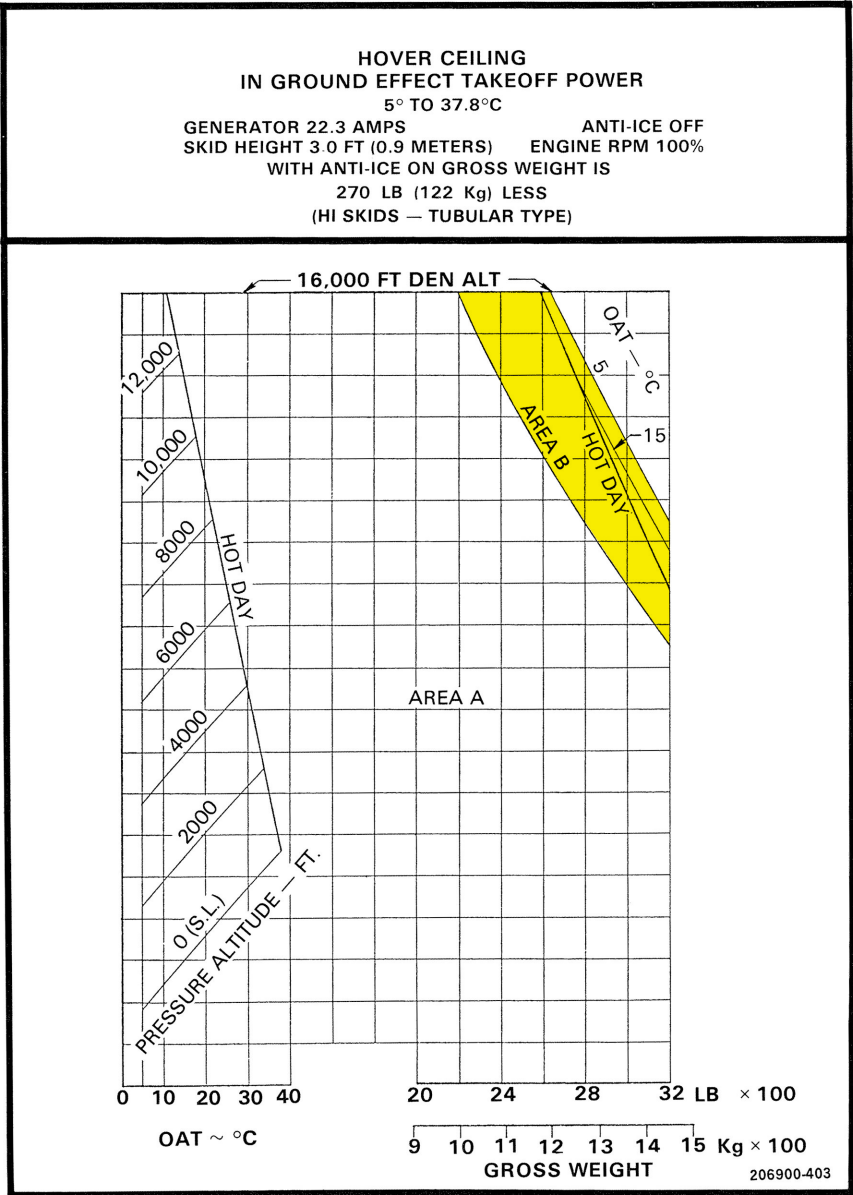 HOVER CEILING
IN GROUND EFFECT TAKEOFF POWER
5° TO 37.8°C
GENERATOR 22.3 AMPS ANTI-ICE OFF
SKID HEIGHT 3.0 FT (0.9 METERS) ENGINE RPM 100%
WITH ANTI-ICE ON GROSS WEIGHT IS
270 LB (122 Kg) LESS
(HI SKIDS — TUBULAR TYPE)
16,000 FT DEN ALT
OAT — °C
5
15
HOT DAY
AREA B
12,000
10,000
8000
HOT DAY
6000
AREA A
4000
2000
0 (S.L.)
PRESSURE ALTITUDE — FT.
0 10 20 30 40
20 24 28 32 LB × 100
OAT ~ °C
9 10 11 12 13 14 15 Kg × 100
GROSS WEIGHT
206900-403